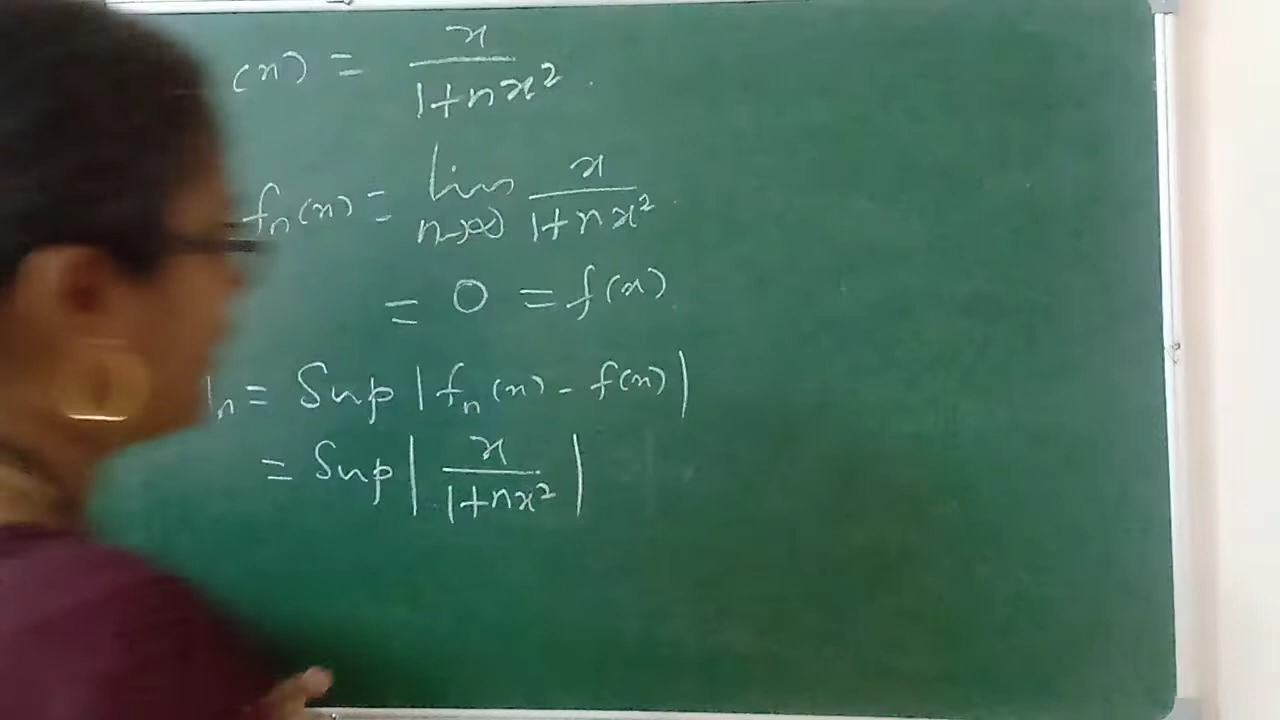 (x) = x / 1+nx² .
fn(x) = lim n→∞ x / 1+nx² .
= 0 = f(x)
n = Sup |fn(x) - f(x)|
= Sup | x / 1+nx² |